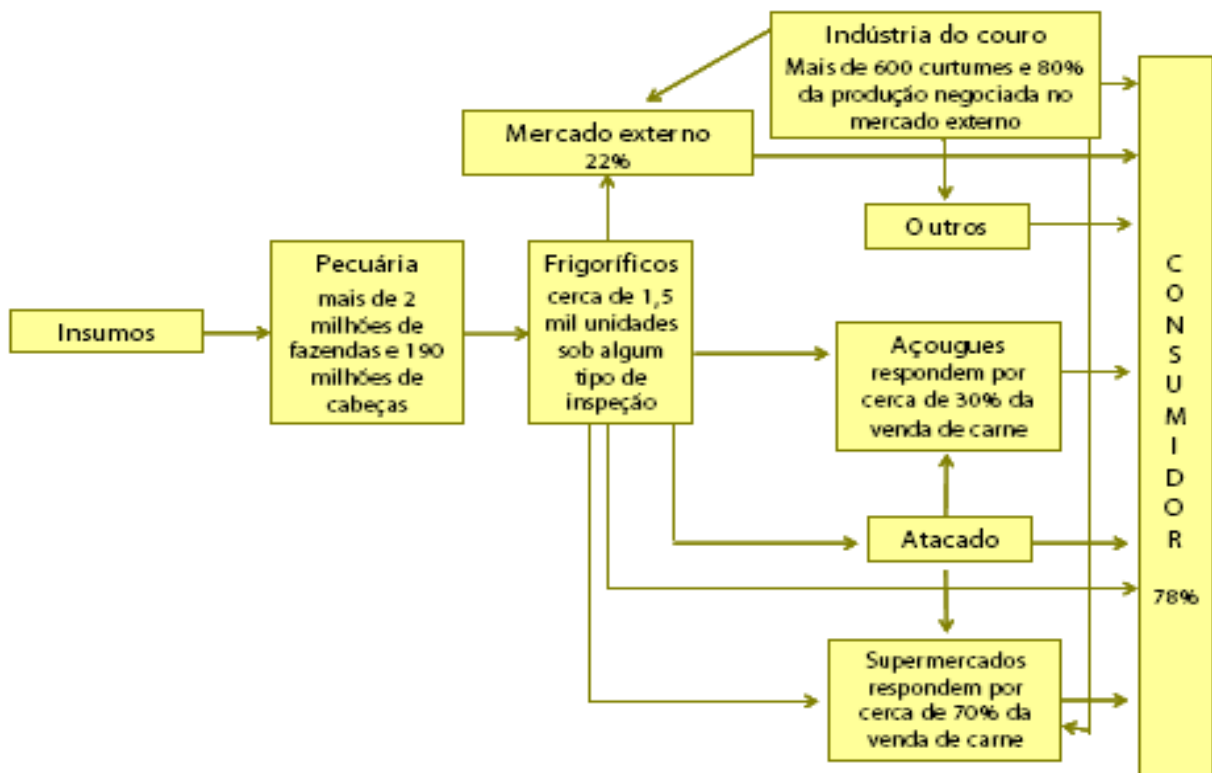 Indústria do couro
Mais de 600 curtumes e 80%
da produção negociada no
mercado externo
Mercado externo
22%
Outros
Insumos
Pecuária
mais de 2
milhões de
fazendas e 190
milhões de
cabeças
Frigoríficos
cerca de 1,5
mil unidades
sob algum
tipo de
inspeção
Açougues
respondem por
cerca de 30% da
venda de carne
Atacado
Supermercados
respondem por
cerca de 70% da
venda de carne
C
O
N
S
U
M
I
D
O
R
78%